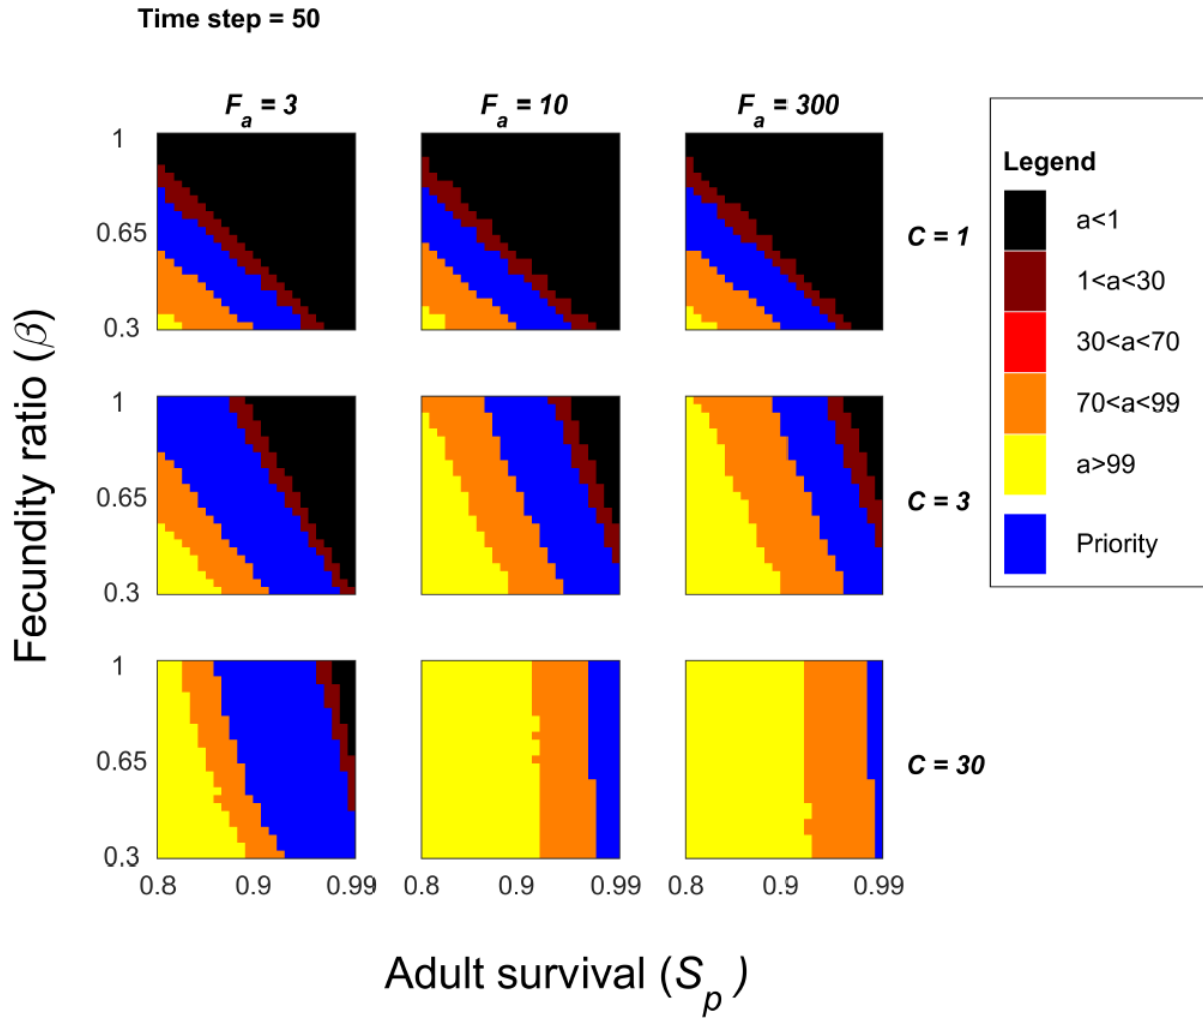 Time step = 50
F_a = 3
F_a = 10
F_a = 300
1
0.65
0.3
C = 1
1
0.65
0.3
C = 3
1
0.65
0.3
C = 30
0.8
0.9
0.99
0.8
0.9
0.99
0.8
0.9
0.99
Fecundity ratio (β)
Adult survival (S_p)
Legend
a<1
1<a<30
30<a<70
70<a<99
a>99
Priority